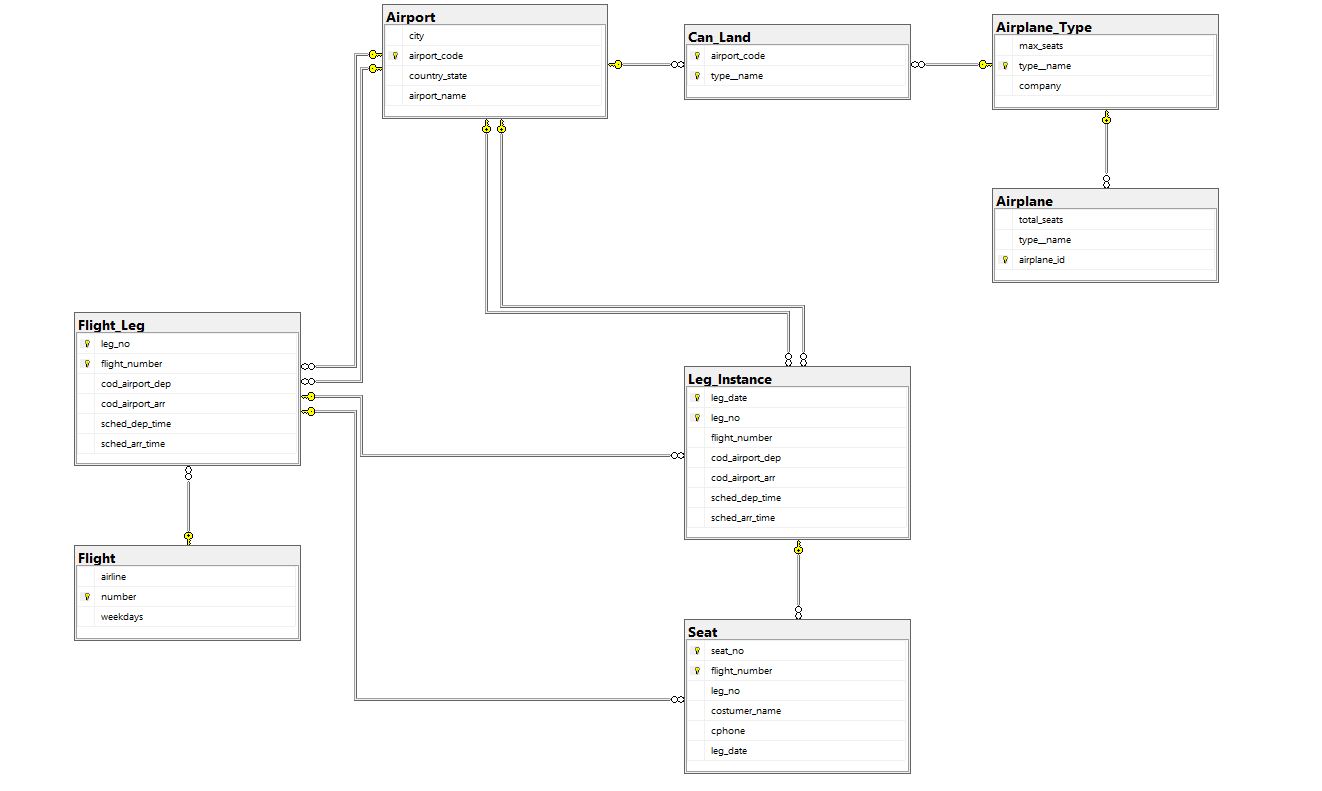 Airport
city
airport_code
country_state
airport_name
Can_Land
airport_code
type__name
Airplane_Type
max_seats
type__name
company
Airplane
total_seats
type__name
airplane_id
Flight_Leg
leg_no
flight_number
cod_airport_dep
cod_airport_arr
sched_dep_time
sched_arr_time
Leg_Instance
leg_date
leg_no
flight_number
cod_airport_dep
cod_airport_arr
sched_dep_time
sched_arr_time
Flight
airline
number
weekdays
Seat
seat_no
flight_number
leg_no
costumer_name
cphone
leg_date